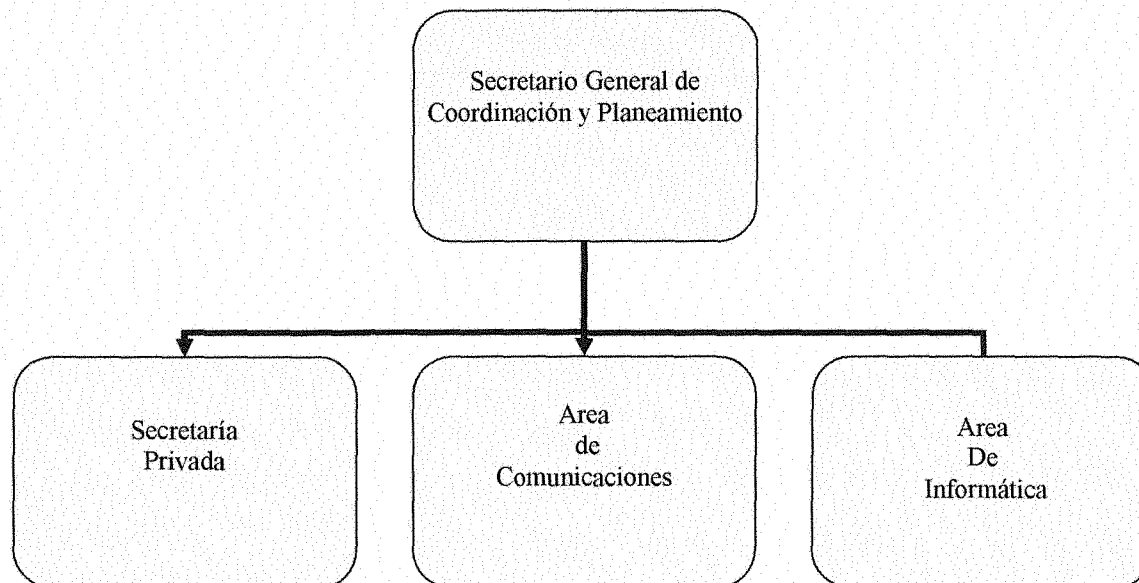 Secretario General de
Coordinación y Planeamiento
Secretaría
Privada
Area
de
Comunicaciones
Area
De
Informática